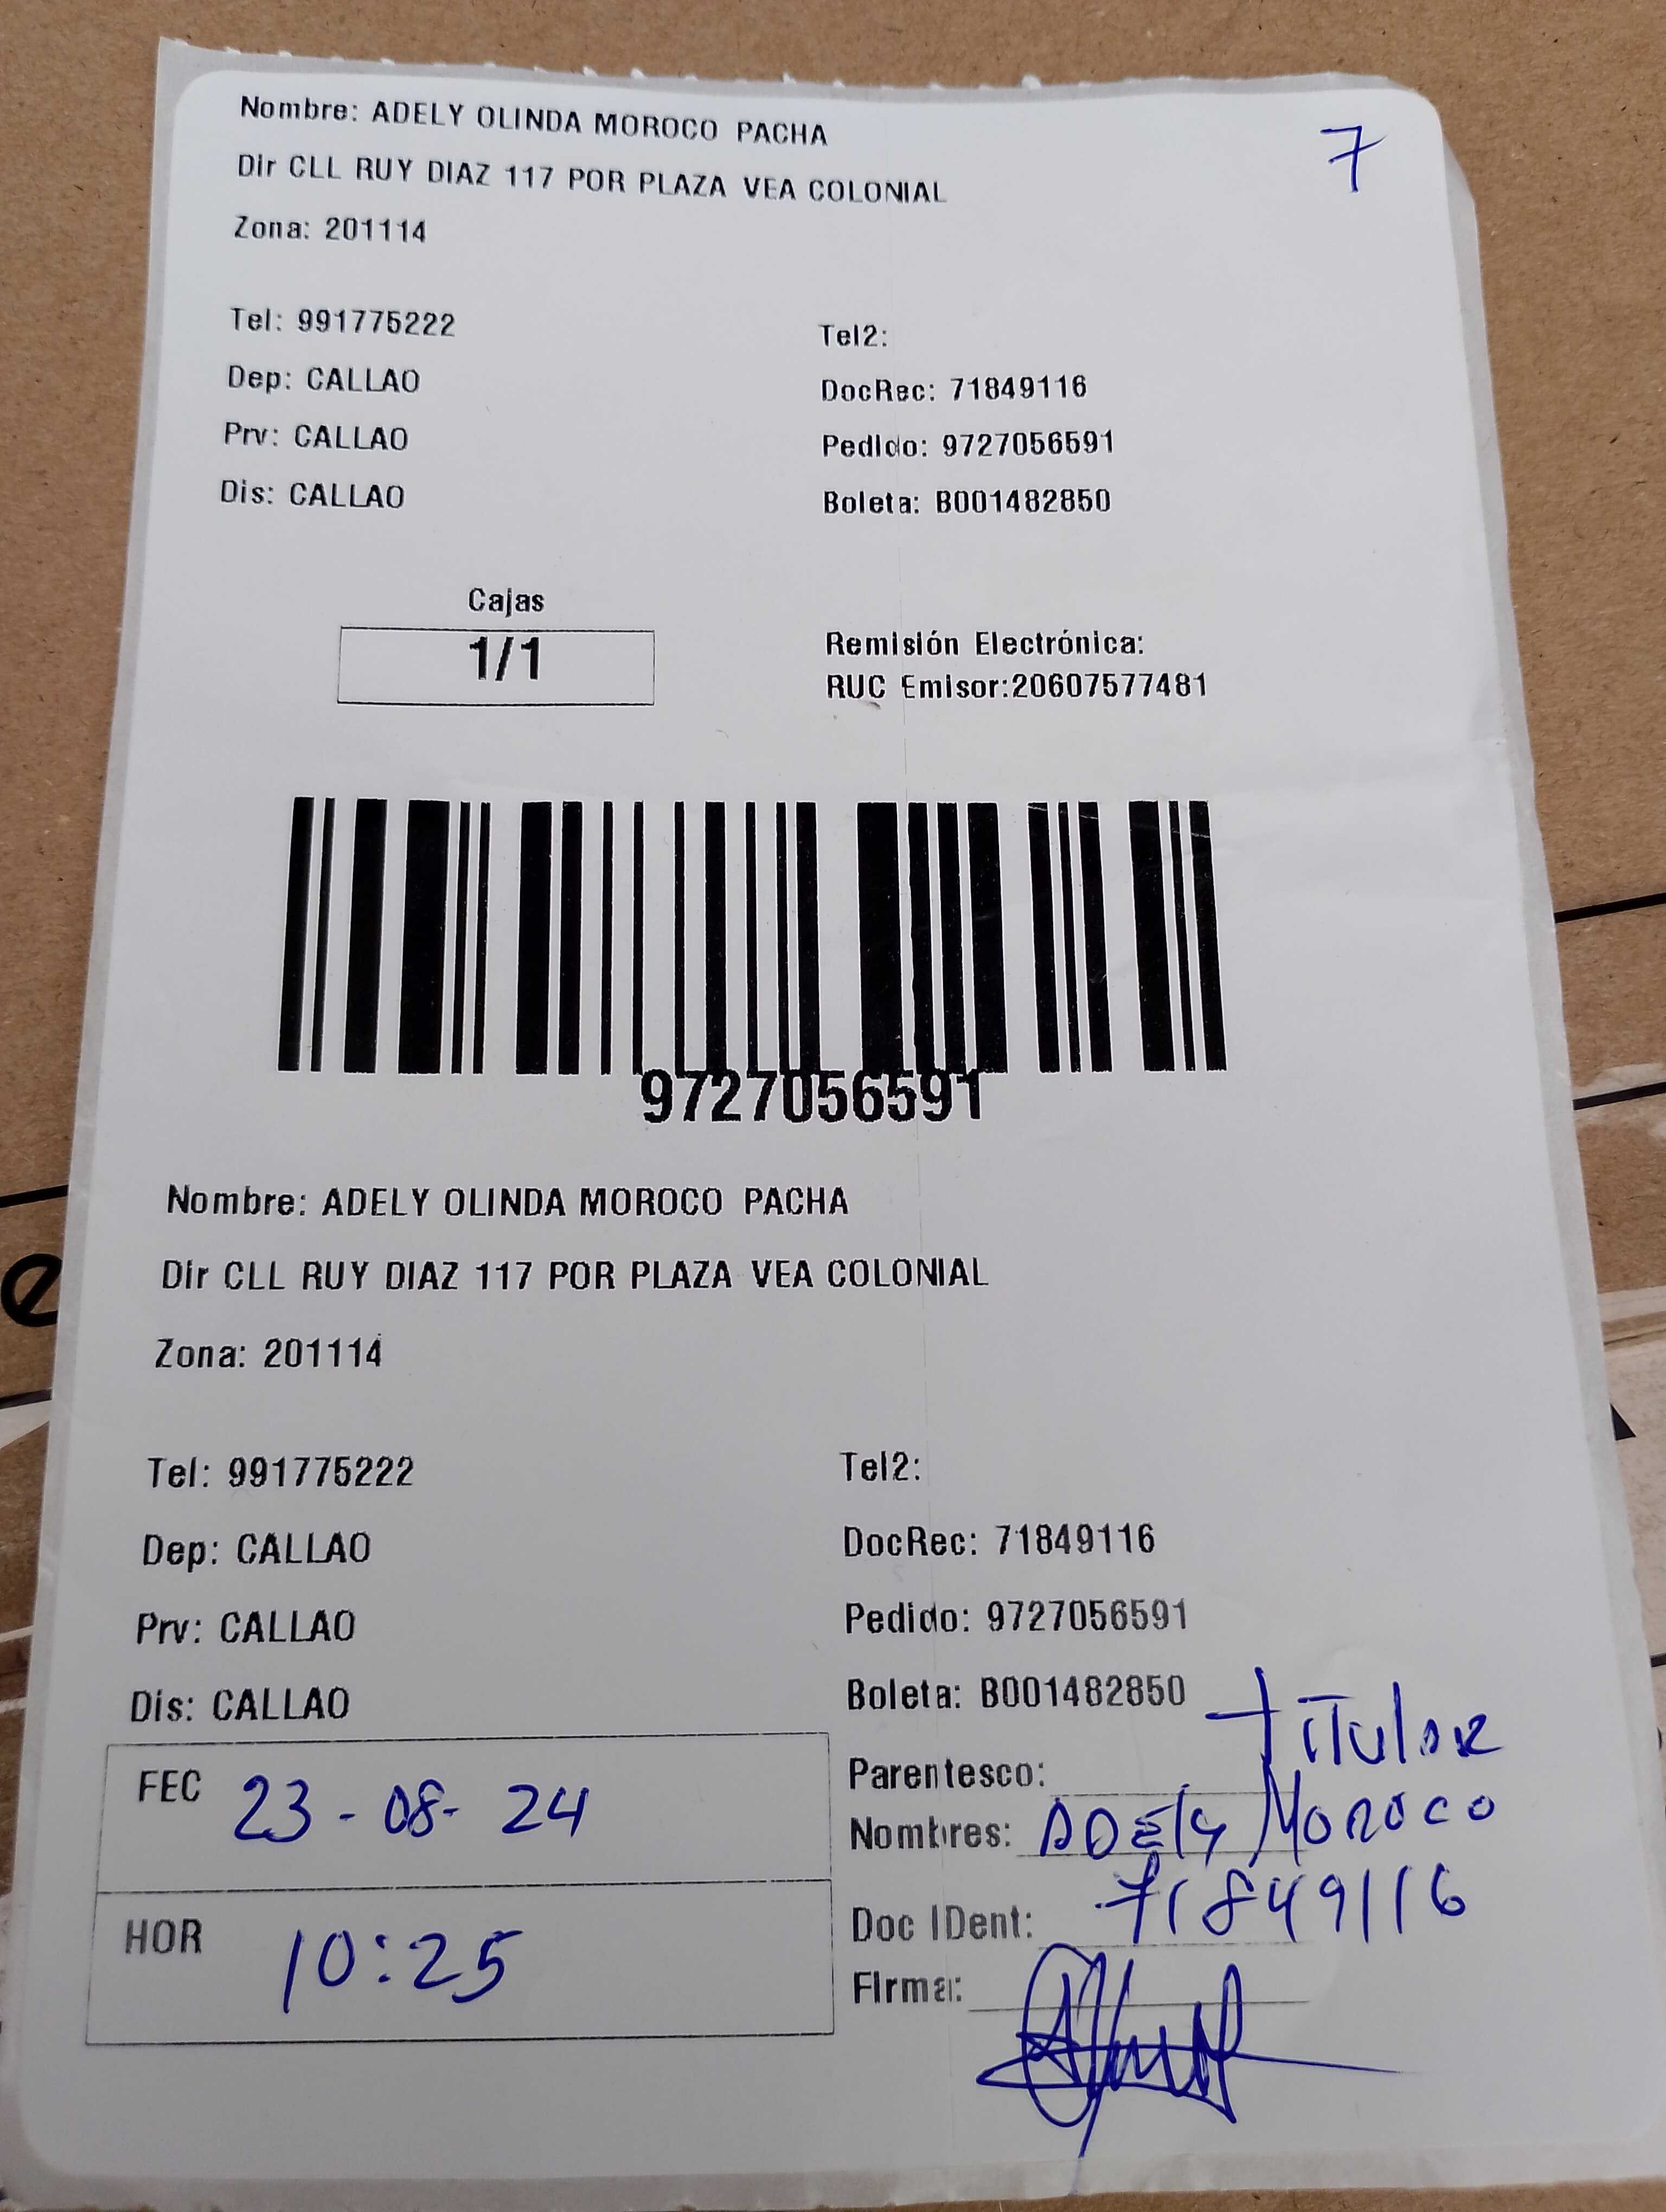 Nombre: ADELY OLINDA MOROCO PACHA
7
Dir CLL RUY DIAZ 117 POR PLAZA VEA COLONIAL
Zona: 201114
Tel: 991775222
Tel2:
Dep: CALLAO
DocRec: 71849116
Prv: CALLAO
Pedido: 9727056591
Dis: CALLAO
Boleta: B001482850
Cajas
1/1
Remisión Electrónica:
RUC Emisor:20607577481
9727056591
Nombre: ADELY OLINDA MOROCO PACHA
Dir CLL RUY DIAZ 117 POR PLAZA VEA COLONIAL
Zona: 201114
Tel: 991775222
Tel2:
Dep: CALLAO
DocRec: 71849116
Prv: CALLAO
Pedido: 9727056591
Dis: CALLAO
Boleta: B001482850
FEC 23-08-24
Parentesco: Titular
Nombres: ADELY MOROCO
HOR 10:25
Doc IDent: 71849116
Firma:
e